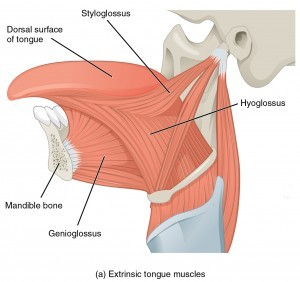 Styloglossus
Dorsal surface
of tongue
Hyoglossus
Mandible bone
Genioglossus
(a) Extrinsic tongue muscles